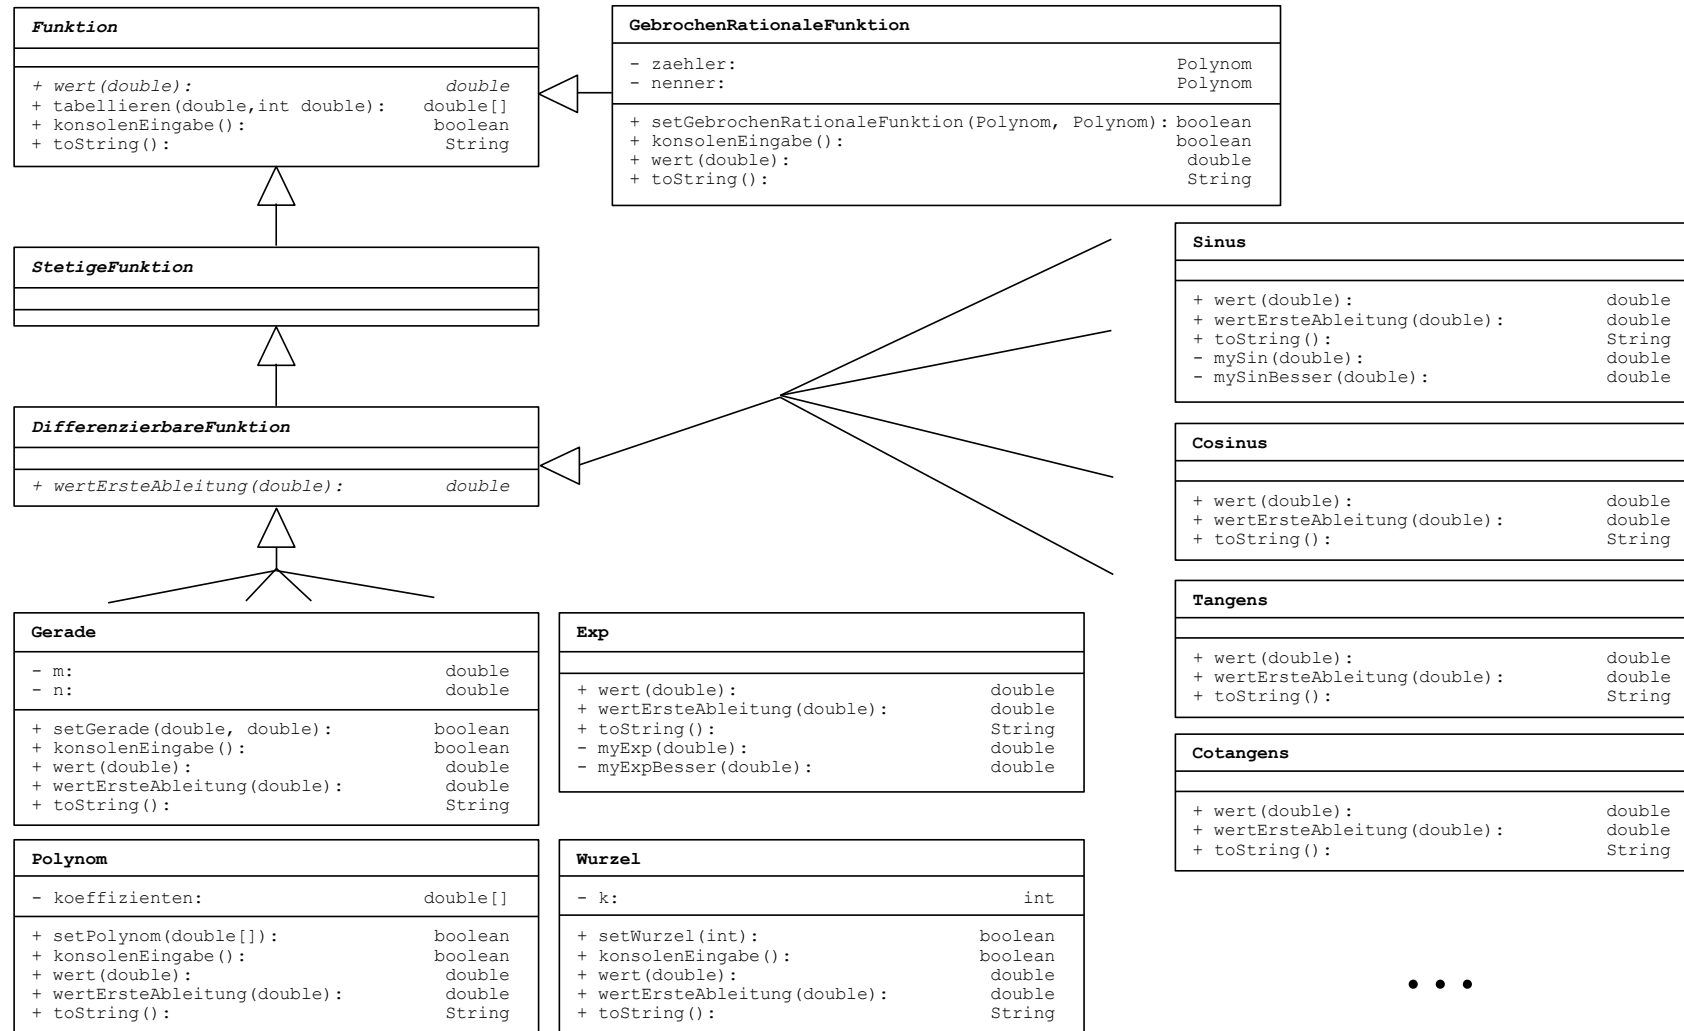 Funktion
+ wert(double): double
+ tabellieren(double,int double): double[]
+ konsolenEingabe(): boolean
+ toString(): String
GebrochenRationaleFunktion
- zaehler: Polynom
- nenner: Polynom
+ setGebrochenRationaleFunktion(Polynom, Polynom): boolean
+ konsolenEingabe(): boolean
+ wert(double): double
+ toString(): String
StetigeFunktion
DifferenzierbareFunktion
+ wertErsteAbleitung(double): double
Sinus
+ wert(double): double
+ wertErsteAbleitung(double): double
+ toString(): String
- mySin(double): double
- mySinBesser(double): double
Cosinus
+ wert(double): double
+ wertErsteAbleitung(double): double
+ toString(): String
Tangens
+ wert(double): double
+ wertErsteAbleitung(double): double
+ toString(): String
Cotangens
+ wert(double): double
+ wertErsteAbleitung(double): double
+ toString(): String
Gerade
- m: double
- n: double
+ setGerade(double, double): boolean
+ konsolenEingabe(): boolean
+ wert(double): double
+ wertErsteAbleitung(double): double
+ toString(): String
Exp
+ wert(double): double
+ wertErsteAbleitung(double): double
+ toString(): String
- myExp(double): double
- myExpBesser(double): double
Polynom
- koeffizienten: double[]
+ setPolynom(double[]): boolean
+ konsolenEingabe(): boolean
+ wert(double): double
+ wertErsteAbleitung(double): double
+ toString(): String
Wurzel
- k: int
+ setWurzel(int): boolean
+ konsolenEingabe(): boolean
+ wert(double): double
+ wertErsteAbleitung(double): double
+ toString(): String
• • •